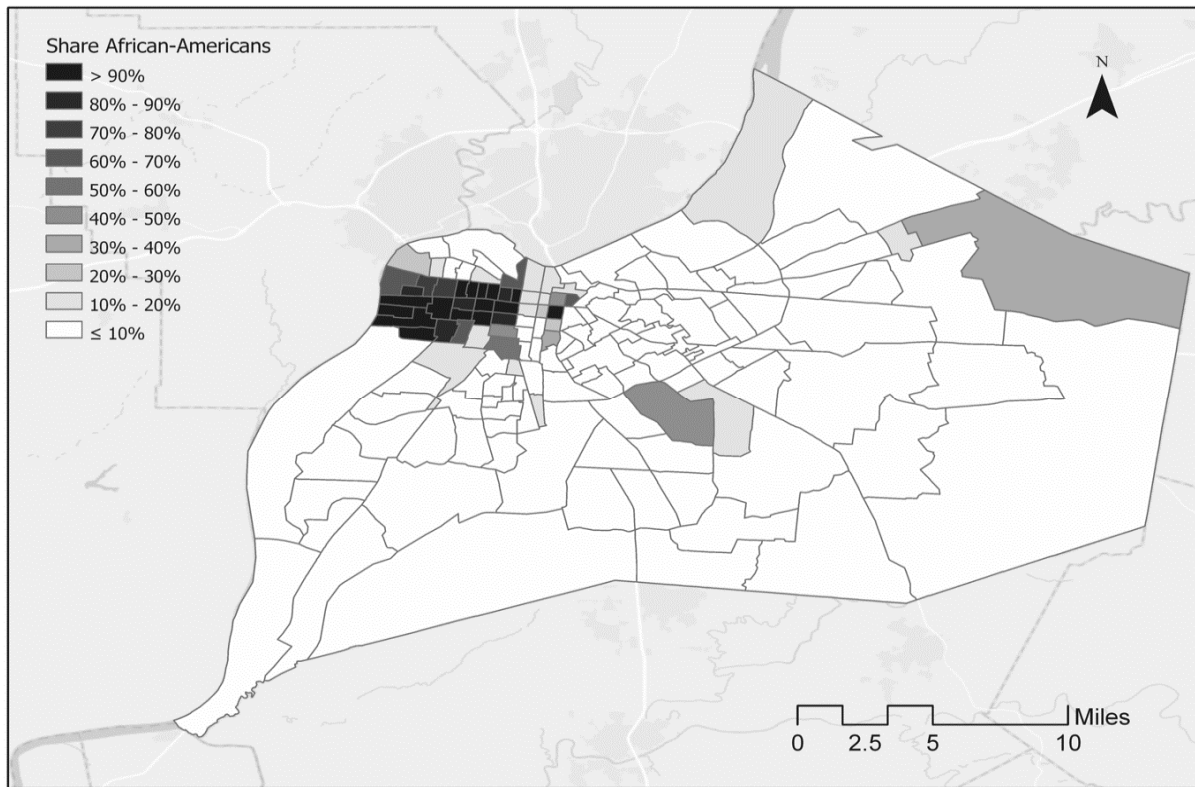 Share African-Americans
> 90%
80% - 90%
70% - 80%
60% - 70%
50% - 60%
40% - 50%
30% - 40%
20% - 30%
10% - 20%
≤ 10%
N
Miles
0 2.5 5 10